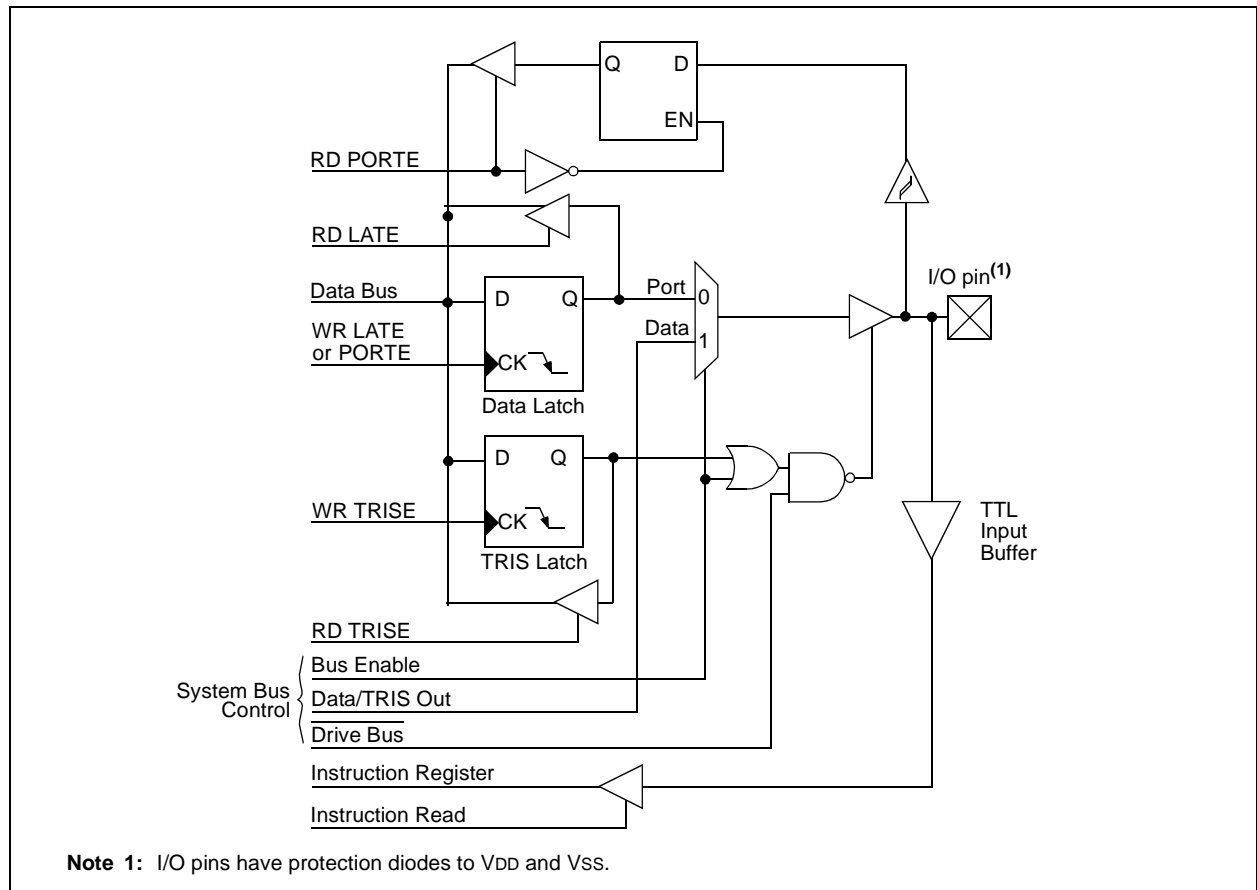 Q D
EN
RD PORTE
RD LATE
I/O pin(1)
Data Bus
D Q
Port
0
WR LATE
or PORTE
Data
1
CK
Data Latch
D Q
WR TRISE
CK
TTL
Input
Buffer
TRIS Latch
RD TRISE
System Bus
Control
Bus Enable
Data/TRIS Out
Drive Bus
Instruction Register
Instruction Read
Note 1: I/O pins have protection diodes to VDD and VSS.